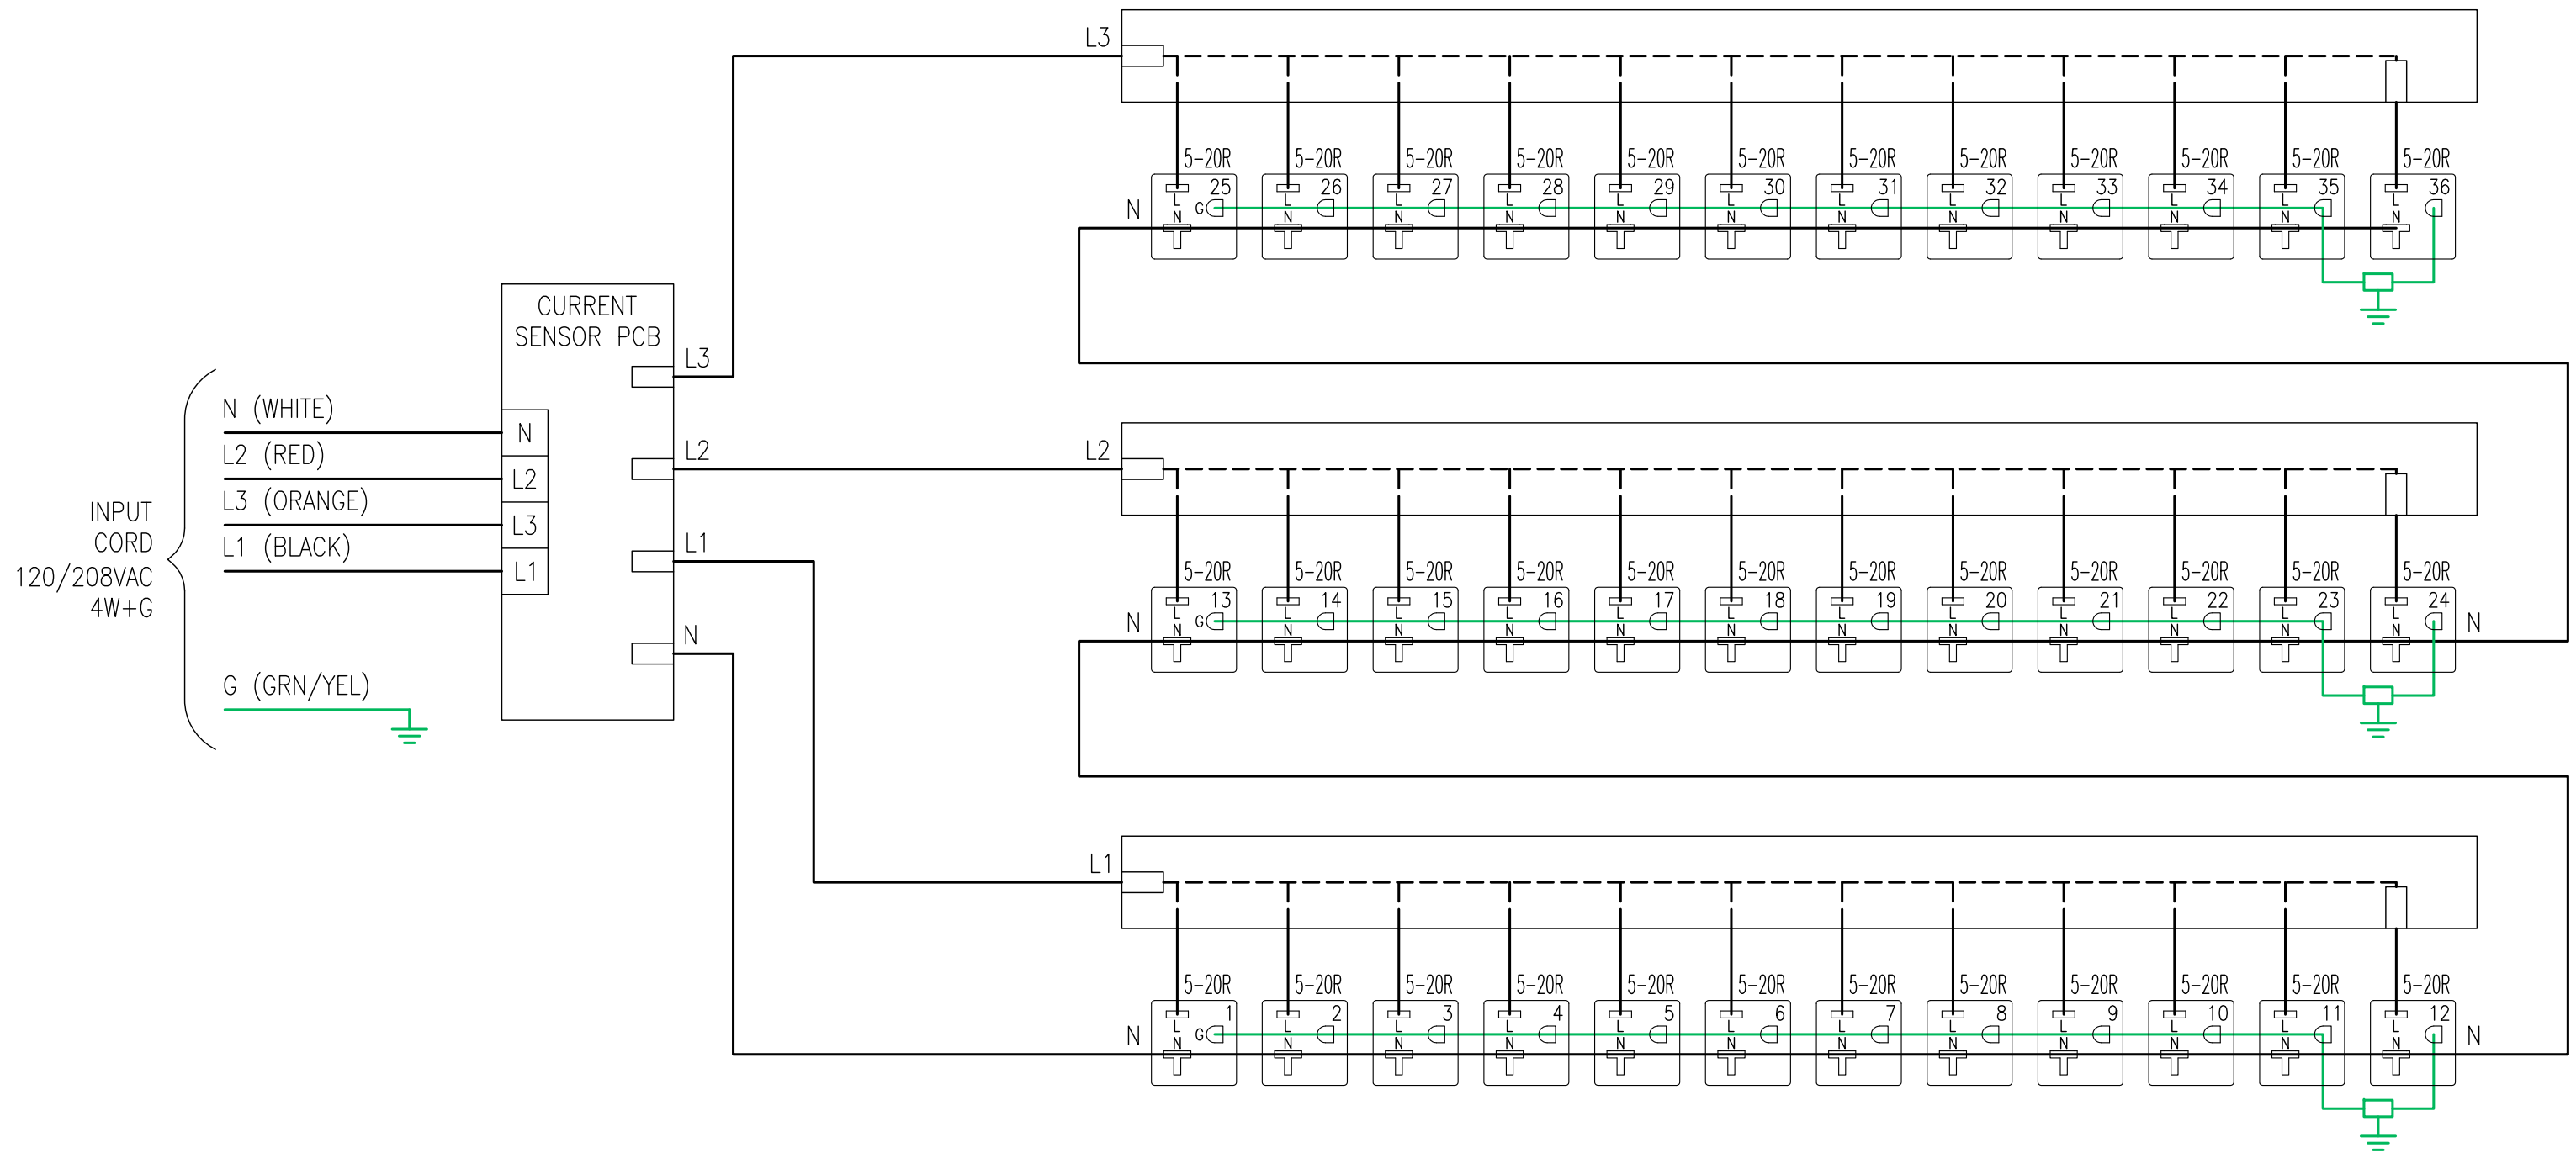 L3
5-20R 5-20R 5-20R 5-20R 5-20R 5-20R 5-20R 5-20R 5-20R 5-20R 5-20R 5-20R
25 26 27 28 29 30 31 32 33 34 35 36
L L L L L L L L L L L L
N G
N N N N N N N N N N N N
CURRENT
SENSOR PCB
L3
N (WHITE)
N
L2 (RED)
L2
L2
L2
L3 (ORANGE)
L3
L1 (BLACK)
L1
L1
INPUT
CORD
120/208VAC
4W+G
5-20R 5-20R 5-20R 5-20R 5-20R 5-20R 5-20R 5-20R 5-20R 5-20R 5-20R 5-20R
13 14 15 16 17 18 19 20 21 22 23 24
L L L L L L L L L L L L
N G N
N N N N N N N N N N N N
N
G (GRN/YEL)
L1
5-20R 5-20R 5-20R 5-20R 5-20R 5-20R 5-20R 5-20R 5-20R 5-20R 5-20R 5-20R
1 2 3 4 5 6 7 8 9 10 11 12
L L L L L L L L L L L L
N G N
N N N N N N N N N N N N